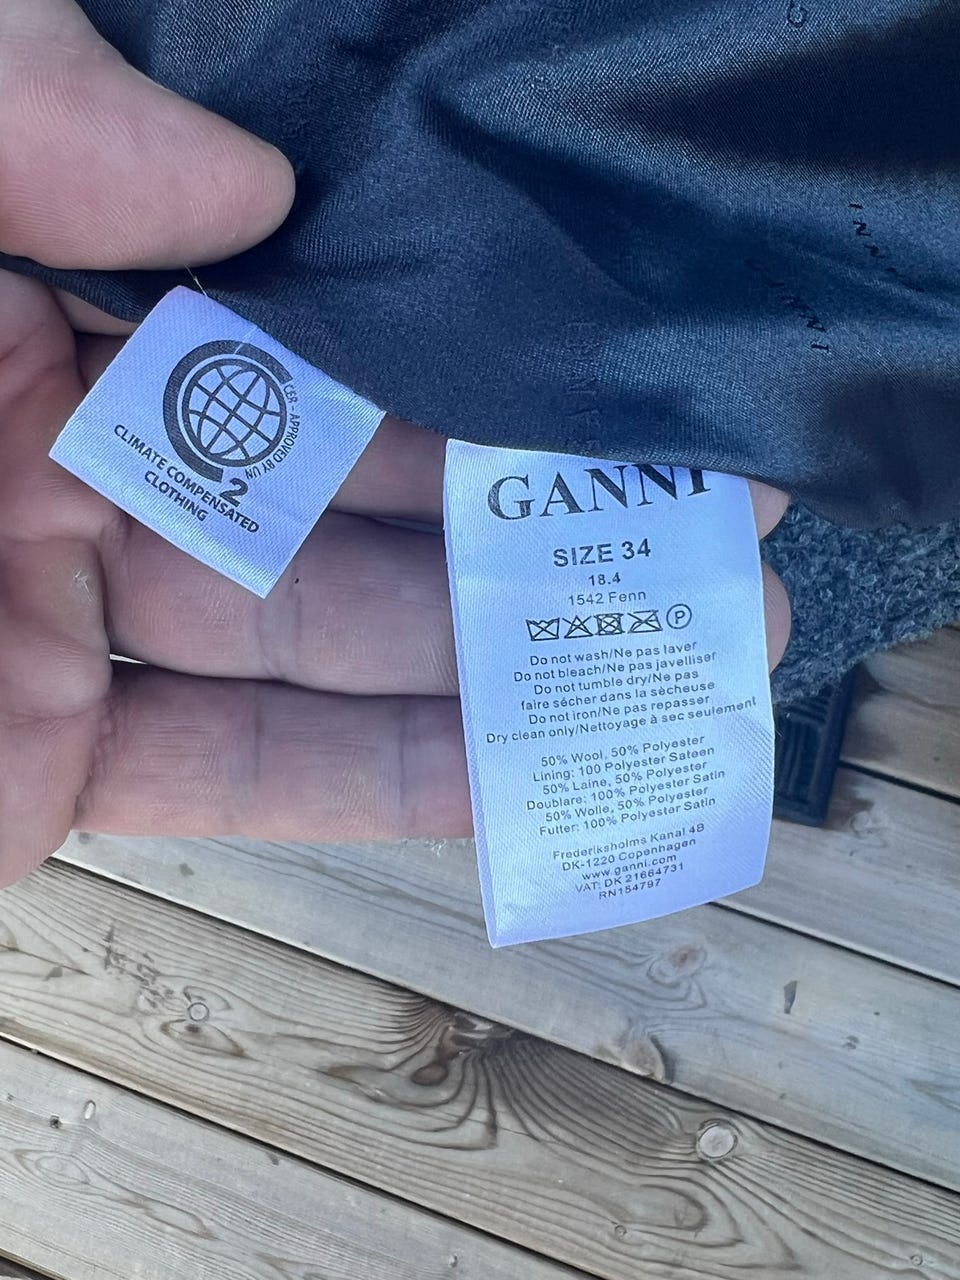 CER - APPROVED BY UN
2
CLIMATE COMPENSATED
CLOTHING
GANNI
SIZE 34
18.4
1542 Fenn
P
Do not wash/Ne pas laver
Do not bleach/Ne pas javelliser
Do not tumble dry/Ne pas
faire sécher dans la sècheuse
Do not iron/Ne pas repasser
Dry clean only/Nettoyage à sec seulement
50% Wool, 50% Polyester
Lining: 100 Polyester Sateen
50% Laine, 50% Polyester
Doublare: 100% Polyester Satin
50% Wolle, 50% Polyester
Futter: 100% Polyester Satin
Frederiksholms Kanal 4B
DK-1220 Copenhagen
www.ganni.com
VAT: DK 21664731
RN154797